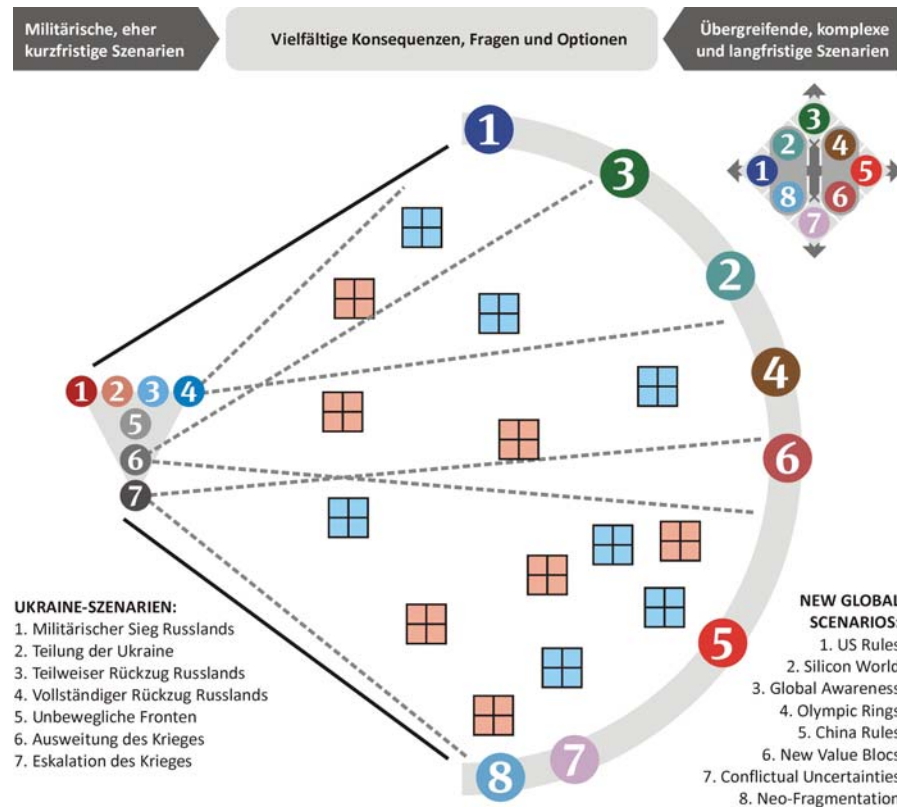 Militärische, eher
kurzfristige Szenarien
Vielfältige Konsequenzen, Fragen und Optionen
Übergreifende, komplexe
und langfristige Szenarien
1
3
2
4
6
5
7
8
3
2
4
1
5
8
6
7
1
2
3
4
5
6
7
UKRAINE-SZENARIEN:
1. Militärischer Sieg Russlands
2. Teilung der Ukraine
3. Teilweiser Rückzug Russlands
4. Vollständiger Rückzug Russlands
5. Unbewegliche Fronten
6. Ausweitung des Krieges
7. Eskalation des Krieges
NEW GLOBAL
SCENARIOS:
1. US Rules
2. Silicon World
3. Global Awareness
4. Olympic Rings
5. China Rules
6. New Value Blocs
7. Conflictual Uncertainties
8. Neo-Fragmentation